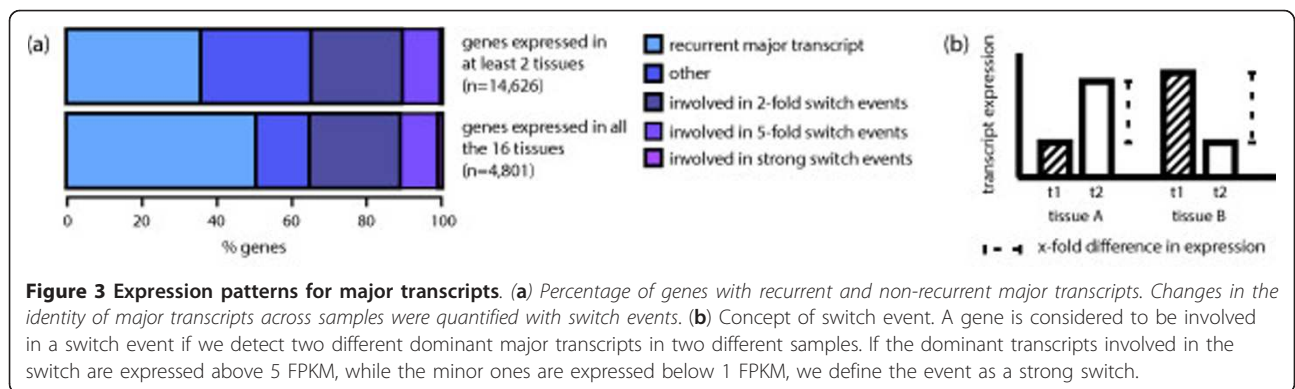 (a)
genes expressed in
at least 2 tissues
(n=14,626)
genes expressed in all
the 16 tissues
(n=4,801)
0 20 40 60 80 100
% genes
recurrent major transcript
other
involved in 2-fold switch events
involved in 5-fold switch events
involved in strong switch events
(b)
transcript expression
t1 t2 t1 t2
tissue A tissue B
x-fold difference in expression
Figure 3 Expression patterns for major transcripts. (a) Percentage of genes with recurrent and non-recurrent major transcripts. Changes in the
identity of major transcripts across samples were quantified with switch events. (b) Concept of switch event. A gene is considered to be involved
in a switch event if we detect two different dominant major transcripts in two different samples. If the dominant transcripts involved in the
switch are expressed above 5 FPKM, while the minor ones are expressed below 1 FPKM, we define the event as a strong switch.